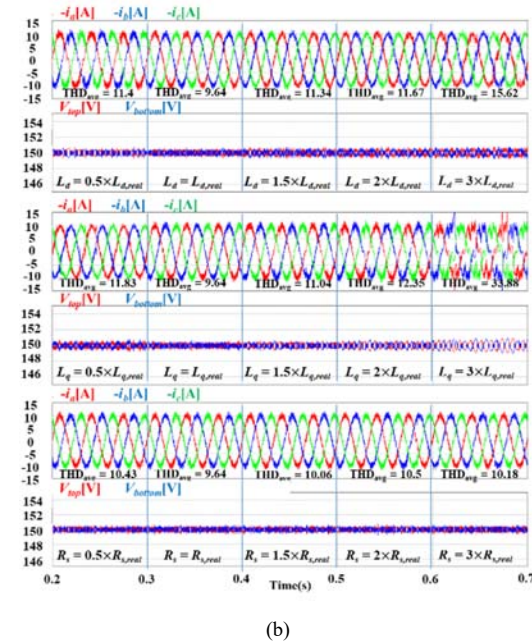 -ia[A] -ib[A] -ic[A]
15
10
5
0
-5
-10
15
THDavg = 11.4 THDavg = 9.64 THDavg = 11.34 THDavg = 11.67 THDavg = 15.62
Vtop[V] Vbottom[V]
154
152
150
148
146
Ld = 0.5×Ld,real Ld = Ld,real Ld = 1.5×Ld,real Ld = 2×Ld,real Ld = 3×Ld,real
-ia[A] -ib[A] -ic[A]
15
10
5
0
-5
-10
15
THDavg = 11.83 THDavg = 9.64 THDavg = 11.04 THDavg = 12.35 THDavg = 33.88
Vtop[V] Vbottom[V]
154
152
150
148
146
Lq = 0.5×Lq,real Lq = Lq,real Lq = 1.5×Lq,real Lq = 2×Lq,real Lq = 3×Lq,real
-ia[A] -ib[A] -ic[A]
15
10
5
0
-5
-10
15
THDavg = 10.43 THDavg = 9.64 THDavg = 10.06 THDavg = 10.5 THDavg = 10.18
Vtop[V] Vbottom[V]
154
152
150
148
146
Rs = 0.5×Rs,real Rs = Rs,real Rs = 1.5×Rs,real Rs = 2×Rs,real Rs = 3×Rs,real
0.2 0.3 0.4 0.5 0.6 0.7
Time(s)
(b)